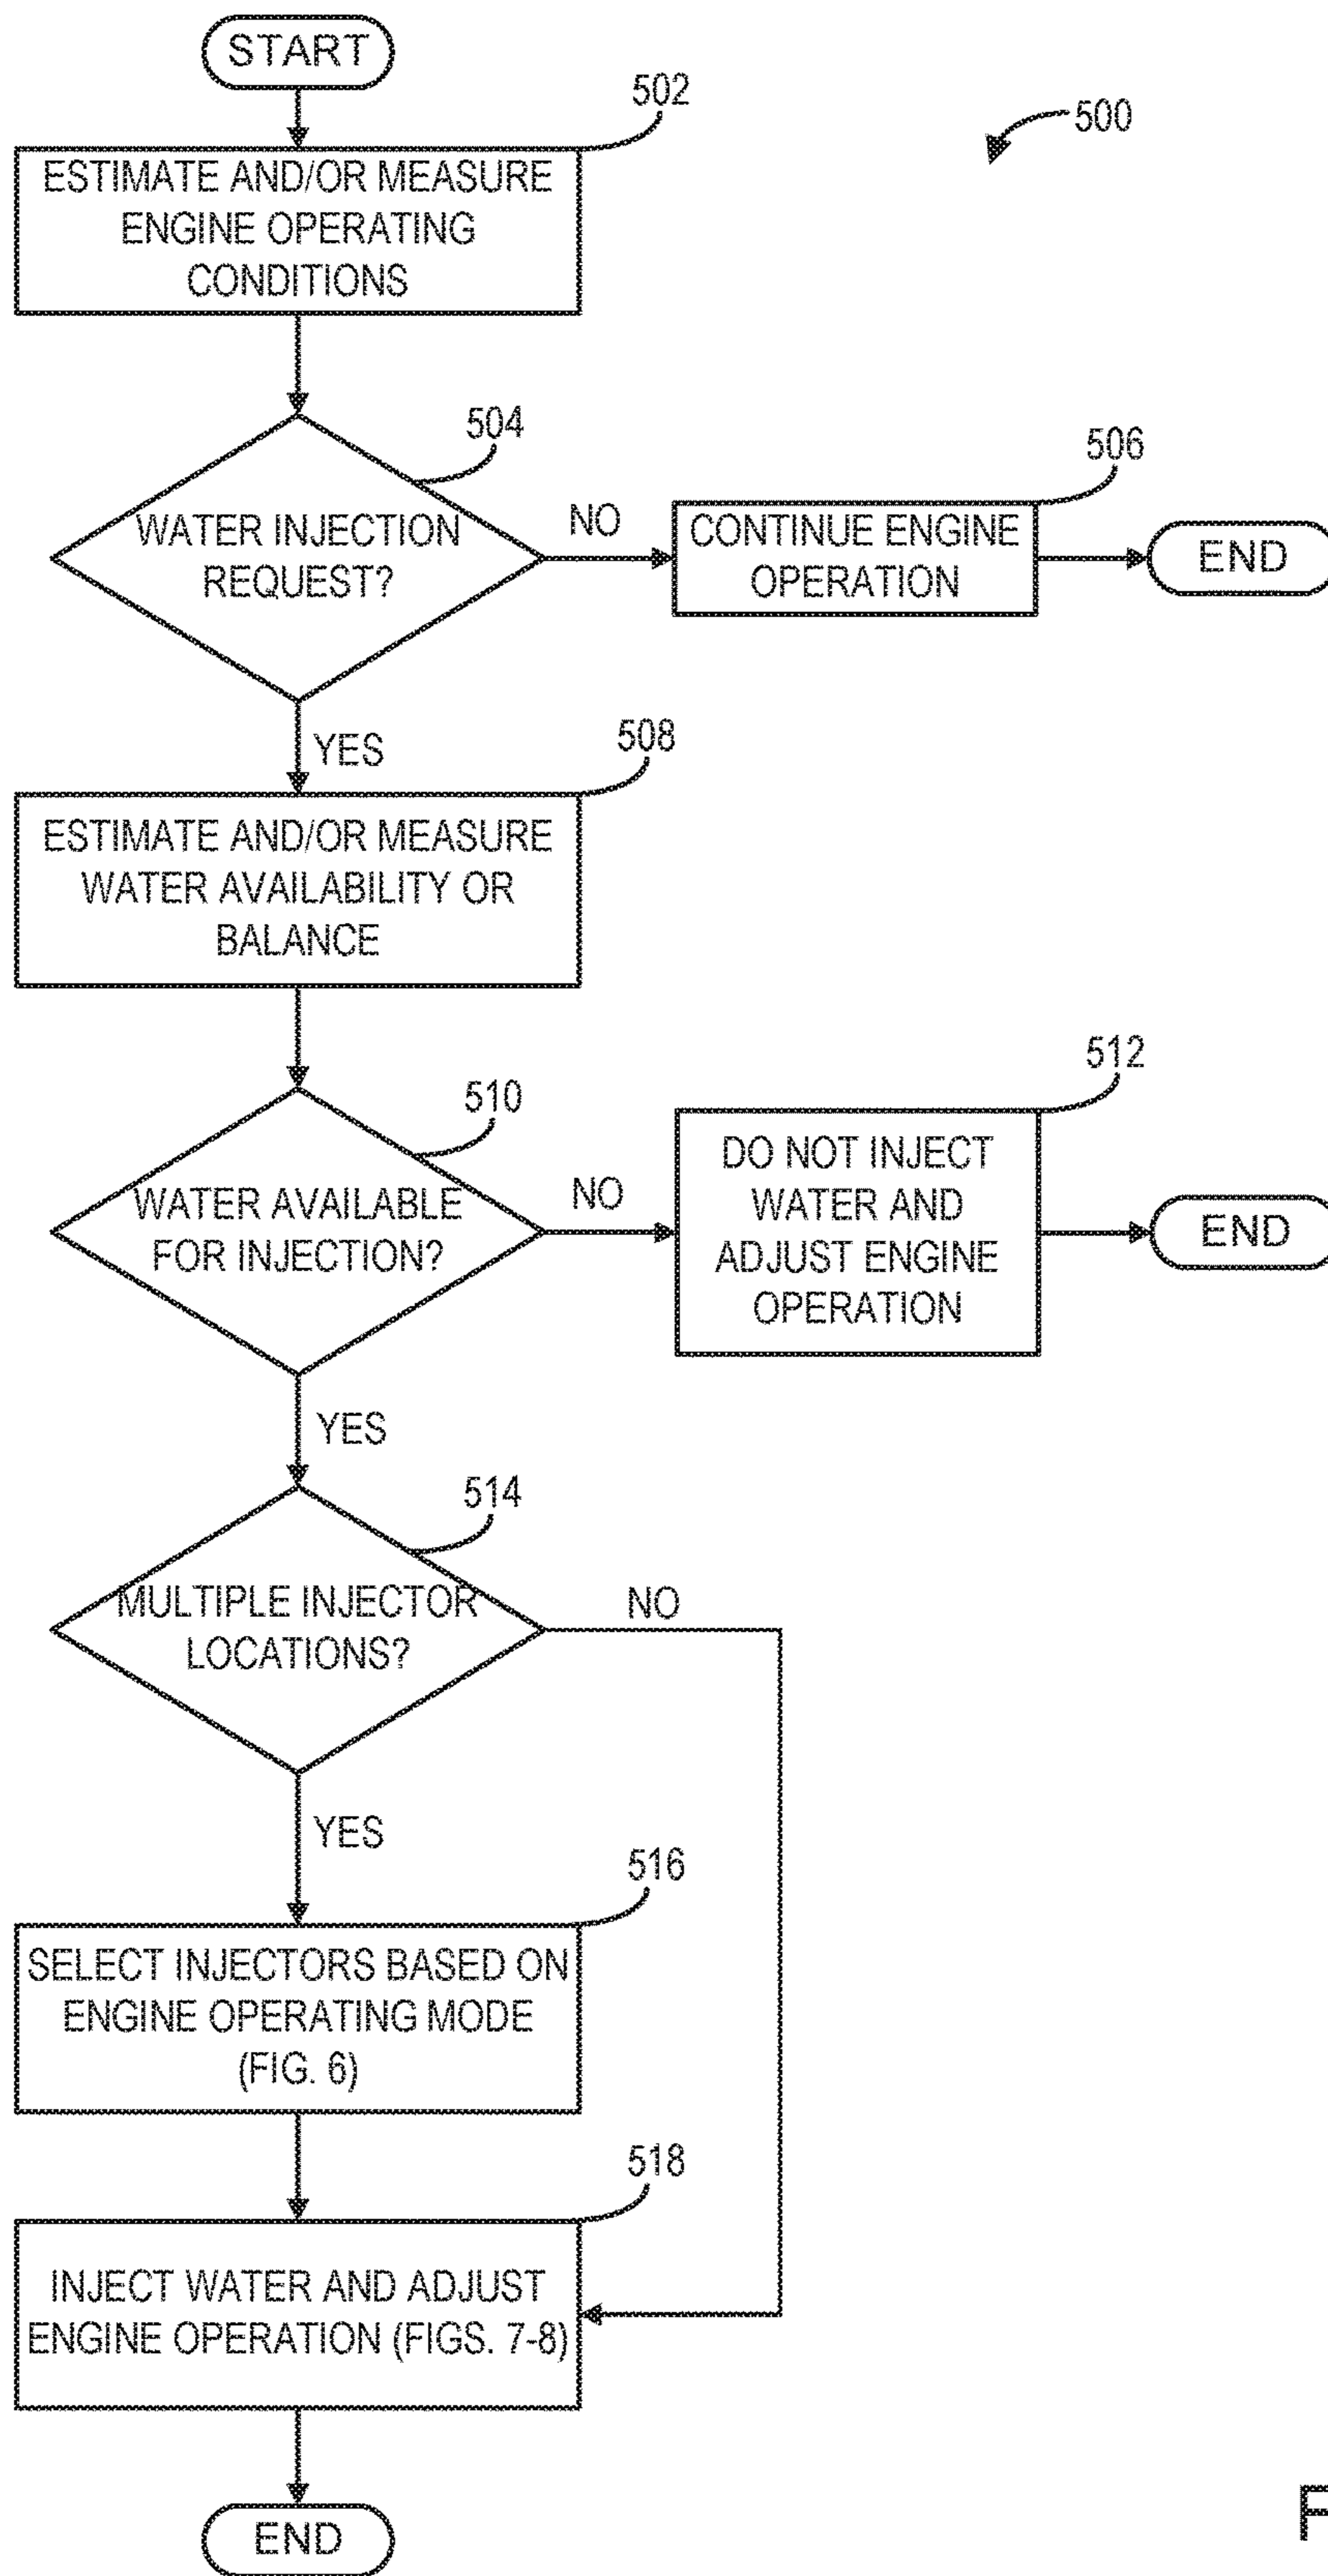 START
502
500
ESTIMATE AND/OR MEASURE
ENGINE OPERATING
CONDITIONS
504
506
WATER INJECTION
REQUEST?
NO
CONTINUE ENGINE
OPERATION
END
YES
508
ESTIMATE AND/OR MEASURE
WATER AVAILABILITY OR
BALANCE
510
512
WATER AVAILABLE
FOR INJECTION?
NO
DO NOT INJECT
WATER AND
ADJUST ENGINE
OPERATION
END
YES
514
MULTIPLE INJECTOR
LOCATIONS?
NO
YES
516
SELECT INJECTORS BASED ON
ENGINE OPERATING MODE
(FIG. 6)
518
INJECT WATER AND ADJUST
ENGINE OPERATION (FIGS. 7-8)
END
F